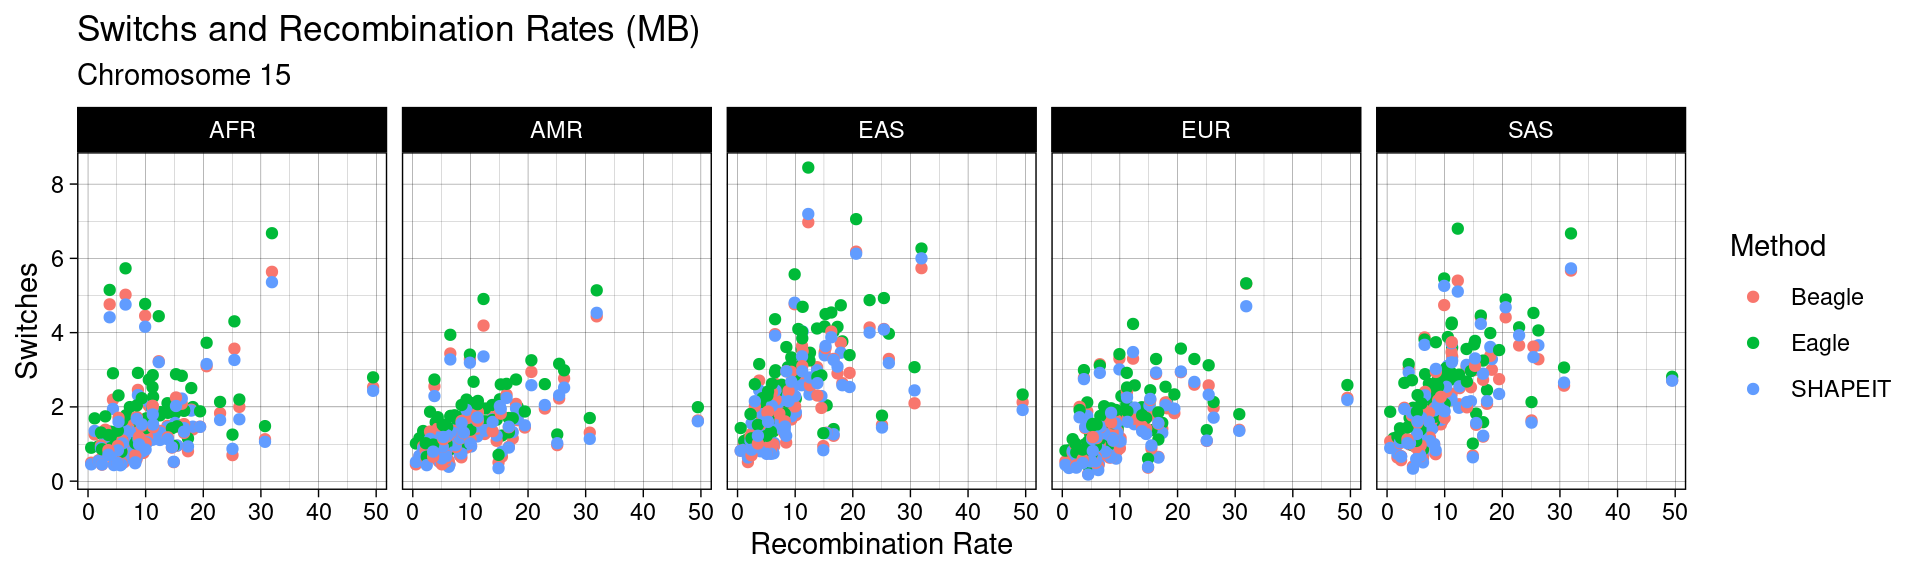 Switchs and Recombination Rates (MB)
Chromosome 15
AFR AMR EAS EUR SAS
Switches
8
6
4
2
0
0 10 20 30 40 50 0 10 20 30 40 50 0 10 20 30 40 50 0 10 20 30 40 50 0 10 20 30 40 50
Recombination Rate
Method
Beagle
Eagle
SHAPEIT